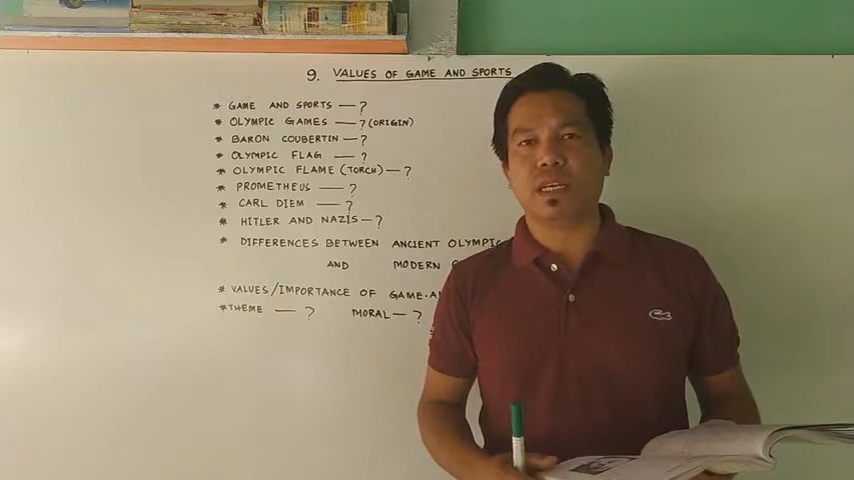 9. VALUES OF GAME AND SPORTS
* GAME AND SPORTS — ?
* OLYMPIC GAMES — ? (ORIGIN)
* BARON COUBERTIN — ?
* OLYMPIC FLAG — ?
* OLYMPIC FLAME (TORCH) — ?
* PROMETHEUS — ?
* CARL DIEM — ?
* HITLER AND NAZIS — ?
* DIFFERENCES BETWEEN ANCIENT OLYMPIC
AND MODERN
* VALUES/IMPORTANCE OF GAME
* THEME — ? MORAL — ?